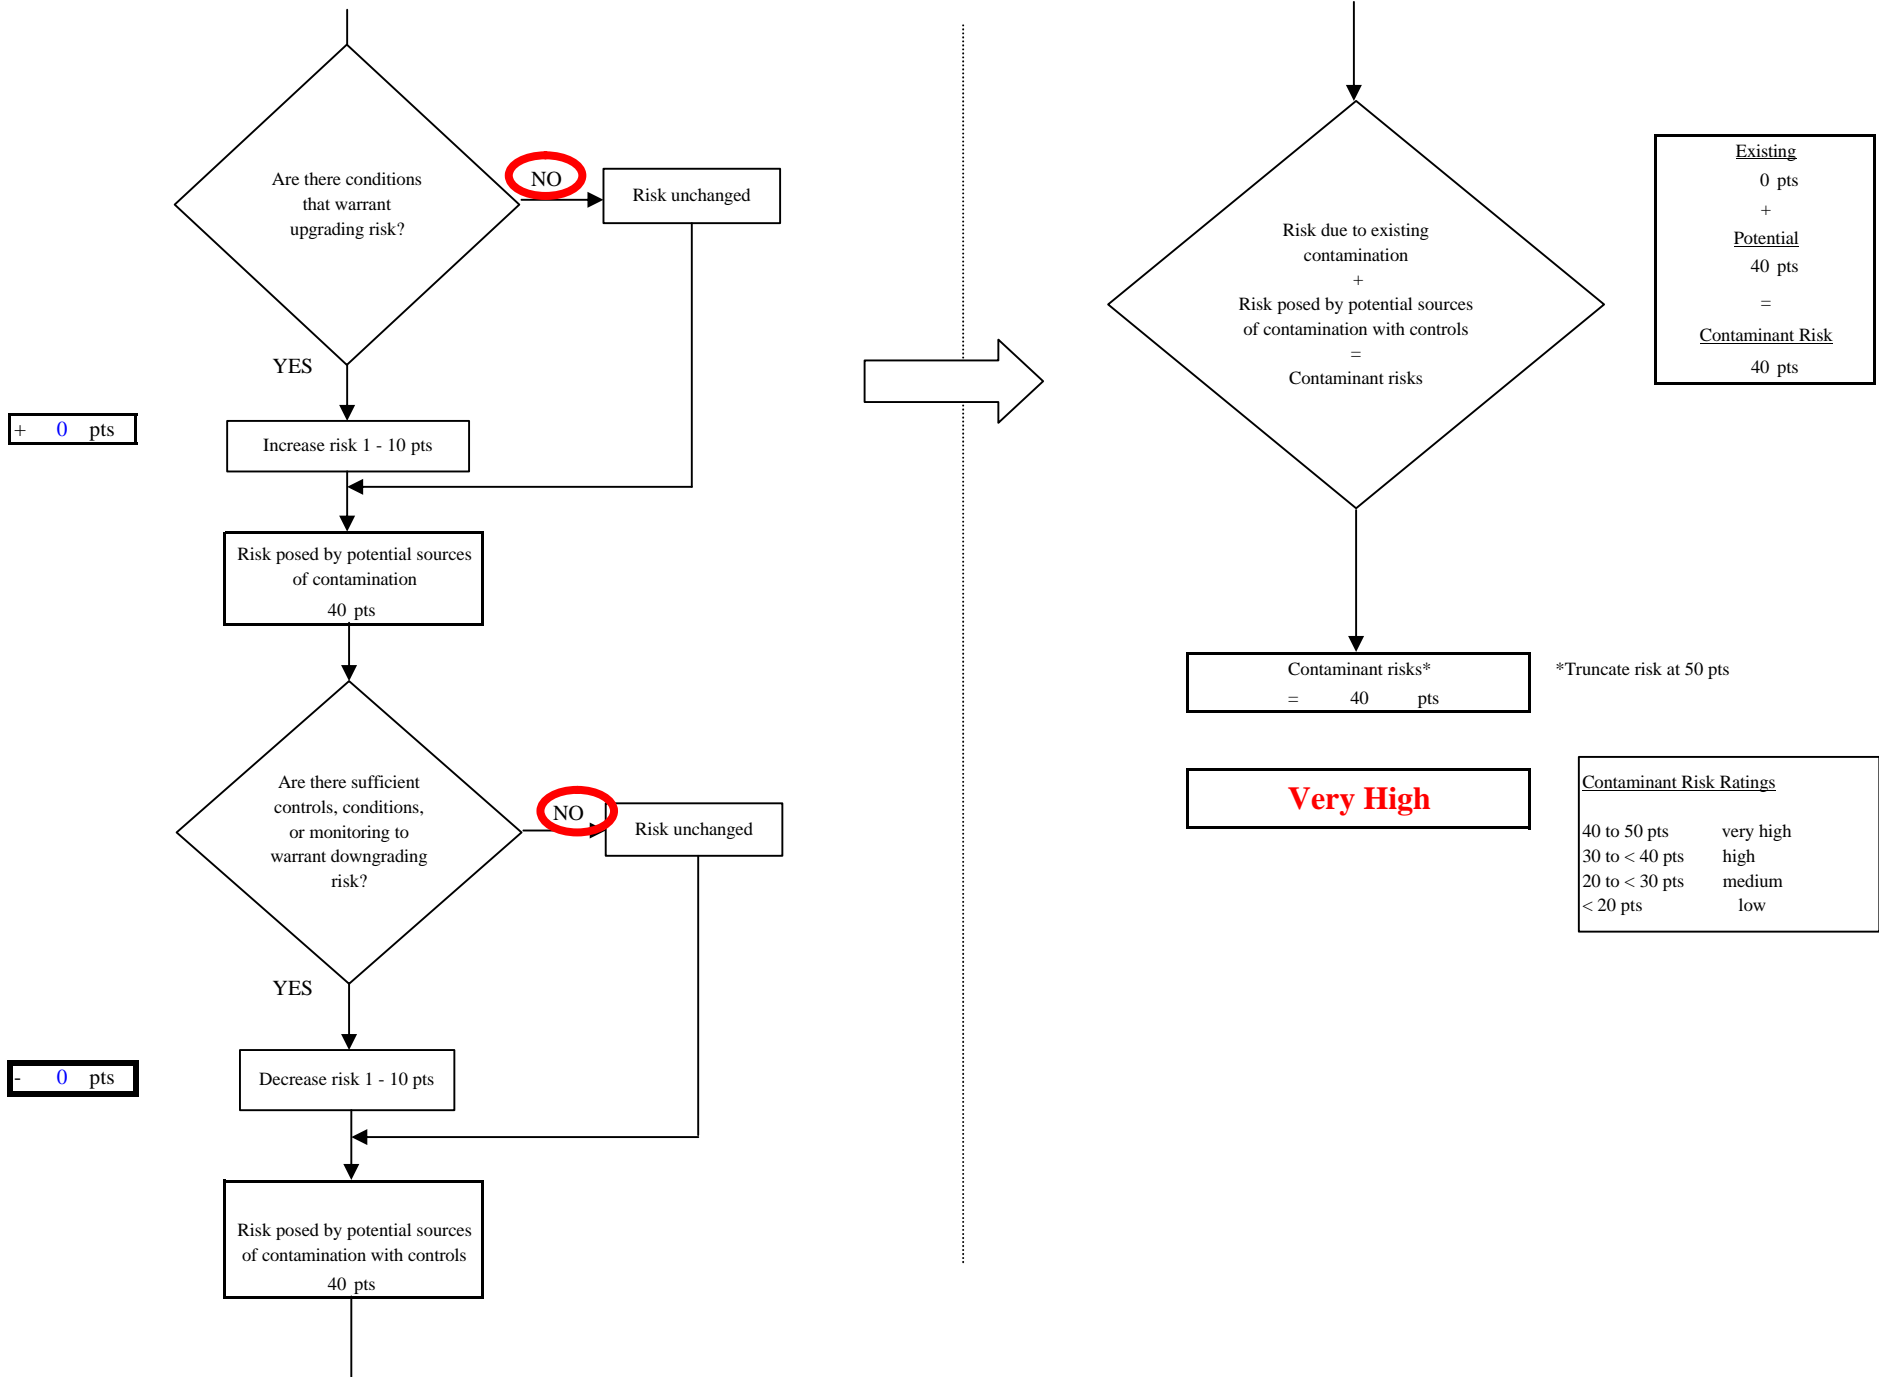 Are there conditions
that warrant
upgrading risk?
NO
Risk unchanged
YES
+ 0 pts
Increase risk 1 - 10 pts
Risk posed by potential sources
of contamination
40 pts
Are there sufficient
controls, conditions,
or monitoring to
warrant downgrading
risk?
NO
Risk unchanged
YES
- 0 pts
Decrease risk 1 - 10 pts
Risk posed by potential sources
of contamination with controls
40 pts
Risk due to existing
contamination
+
Risk posed by potential sources
of contamination with controls
=
Contaminant risks
Existing
0 pts
+
Potential
40 pts
=
Contaminant Risk
40 pts
Contaminant risks*
= 40 pts
*Truncate risk at 50 pts
Very High
Contaminant Risk Ratings
40 to 50 pts very high
30 to < 40 pts high
20 to < 30 pts medium
< 20 pts low